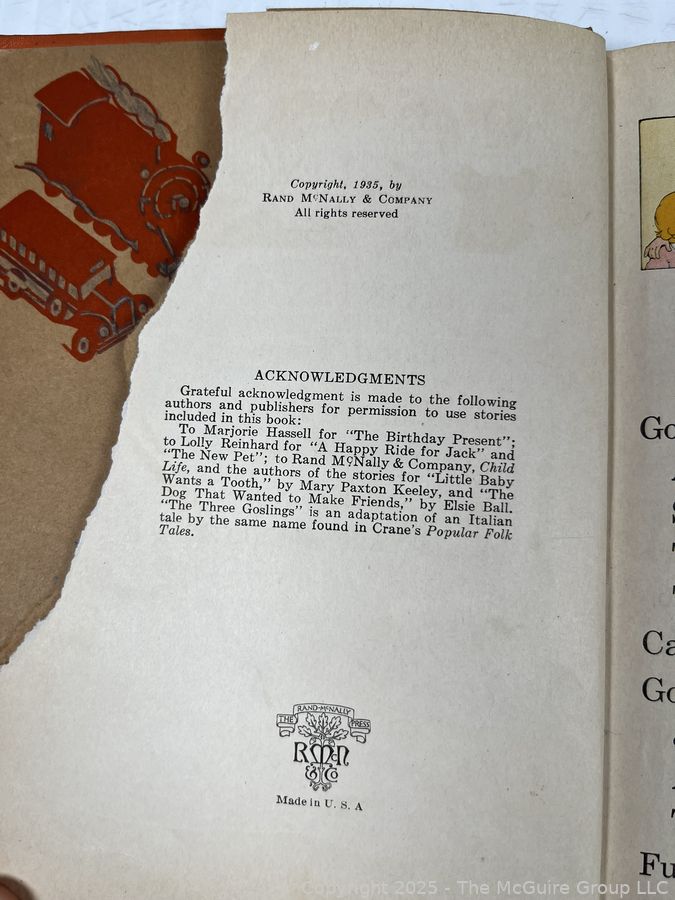 Copyright, 1935, by
RAND MᶜNALLY & COMPANY
All rights reserved
ACKNOWLEDGMENTS
Grateful acknowledgment is made to the following
authors and publishers for permission to use stories
included in this book:
To Marjorie Hassell for "The Birthday Present";
to Lolly Reinhard for "A Happy Ride for Jack" and
"The New Pet"; to Rand MᶜNally & Company, Child
Life, and the authors of the stories for "Little Baby
Wants a Tooth," by Mary Paxton Keeley, and "The
Dog That Wanted to Make Friends," by Elsie Ball.
"The Three Goslings" is an adaptation of an Italian
tale by the same name found in Crane's Popular Folk
Tales.
RAND·MᶜNALLY
THE PRESS
RMᶜN
& Co
Made in U. S. A
Go
Ca
Go
Fu
Copyright 2025 - The McGuire Group LLC